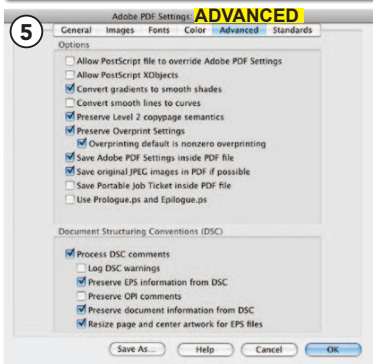 Adobe PDF Settings: ADVANCED
5
General Images Fonts Color Advanced Standards
Options
Allow PostScript file to override Adobe PDF Settings
Allow PostScript XObjects
Convert gradients to smooth shades
Convert smooth lines to curves
Preserve Level 2 copypage semantics
Preserve Overprint Settings
Overprinting default is nonzero overprinting
Save Adobe PDF Settings inside PDF file
Save original JPEG images in PDF if possible
Save Portable Job Ticket inside PDF file
Use Prologue.ps and Epilogue.ps
Document Structuring Conventions (DSC)
Process DSC comments
Log DSC warnings
Preserve EPS information from DSC
Preserve OPI comments
Preserve document information from DSC
Resize page and center artwork for EPS files
Save As... Help Cancel OK